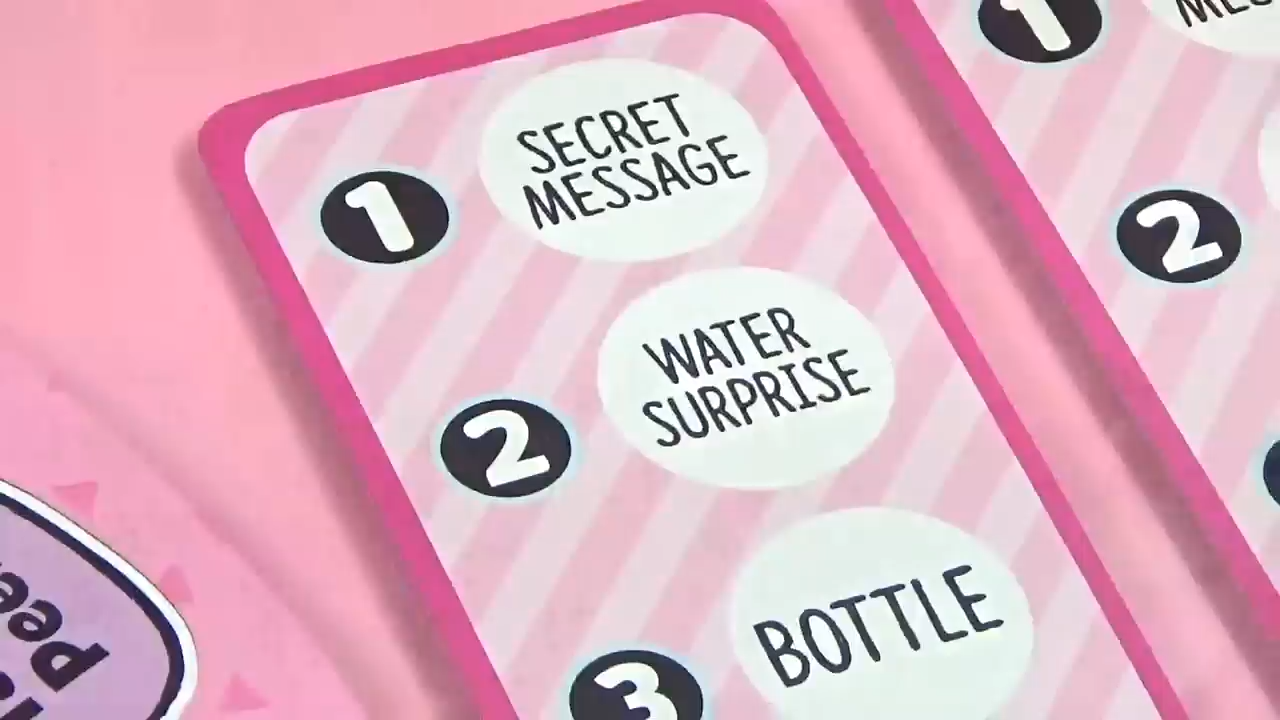 1
SECRET
MESSAGE
2
WATER
SURPRISE
3
BOTTLE
1
2